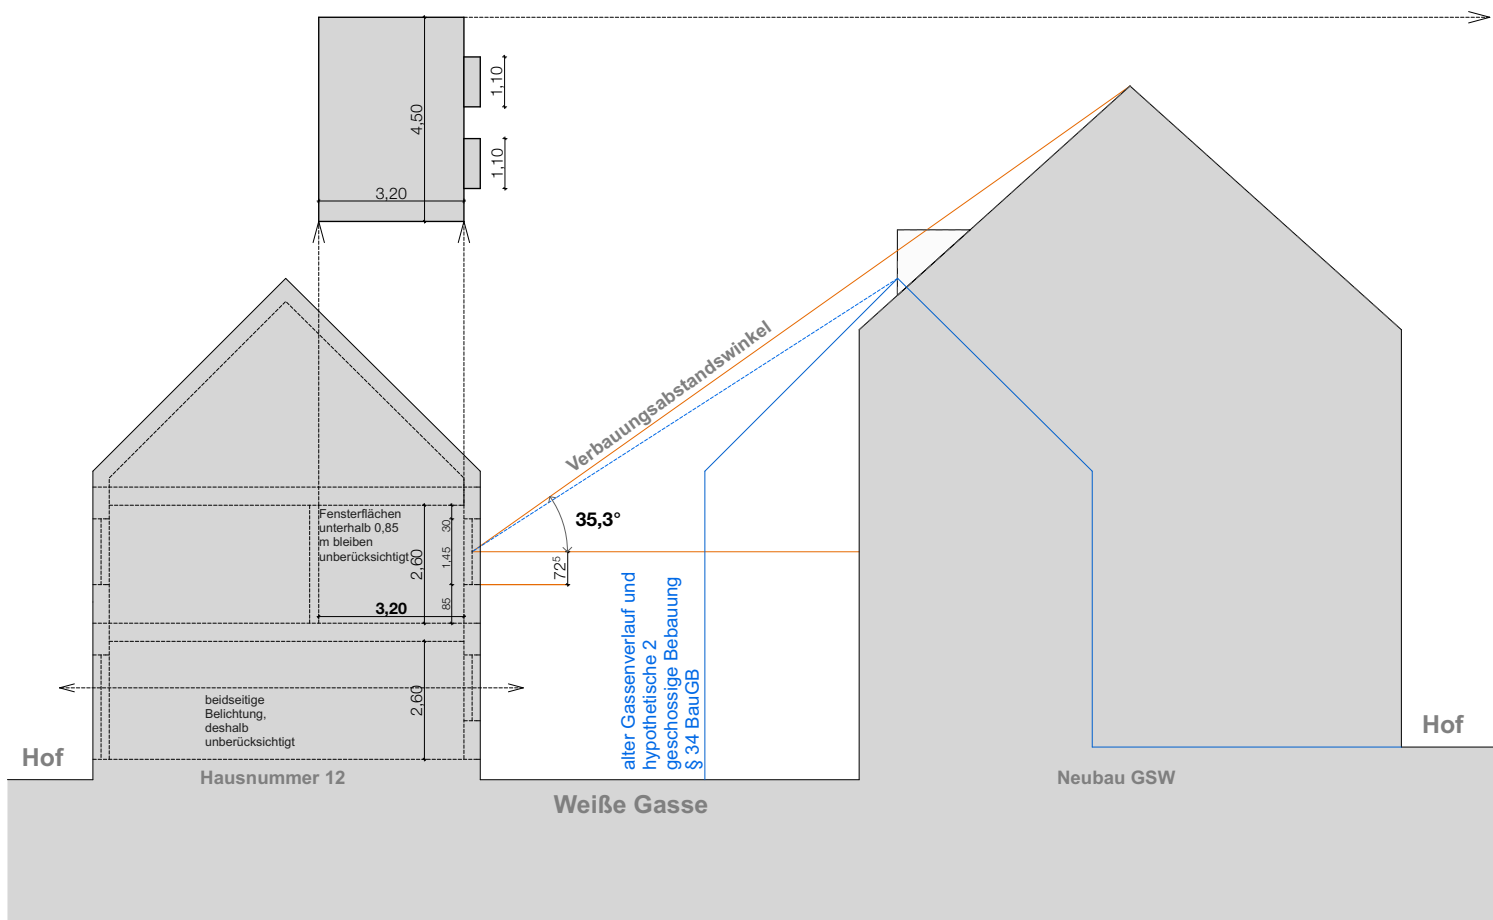 1,10
4,50
1,10
3,20
Verbauungsabstandswinkel
Fensterflächen
unterhalb 0,85
m bleiben
unberücksichtigt
30
1,45
2,60
85
3,20
35,3°
72⁵
alter Gassenverlauf und
hypothetische 2
geschossige Bebauung
§ 34 BauGB
2,60
beidseitige
Belichtung,
deshalb
unberücksichtigt
Hof
Hausnummer 12
Weiße Gasse
Neubau GSW
Hof